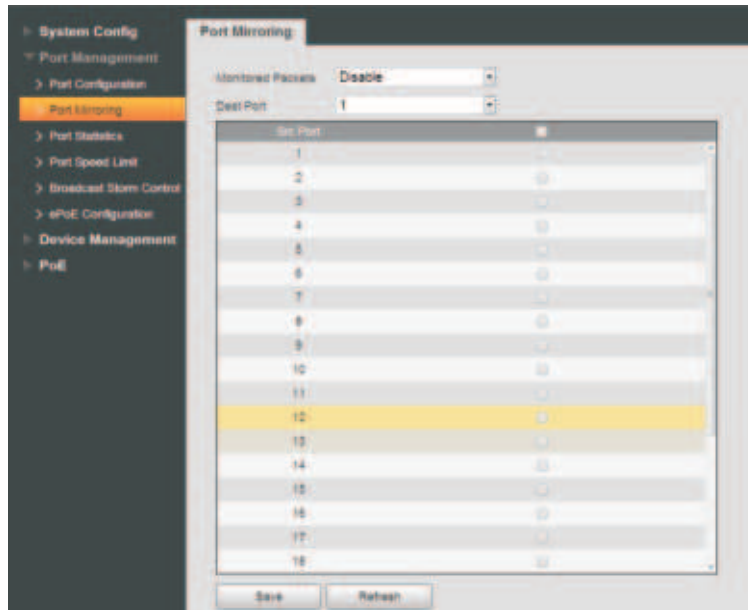 System Config
Port Management
Port Configuration
Port Mirroring
Port Statistics
Port Speed Limit
Broadcast Storm Control
ePoE Configuration
Device Management
PoE
Port Mirroring
Monitored Packets Disable
Dest Port 1
Src Port
1
2
3
4
5
6
7
8
9
10
11
12
13
14
15
16
17
18
Save Refresh